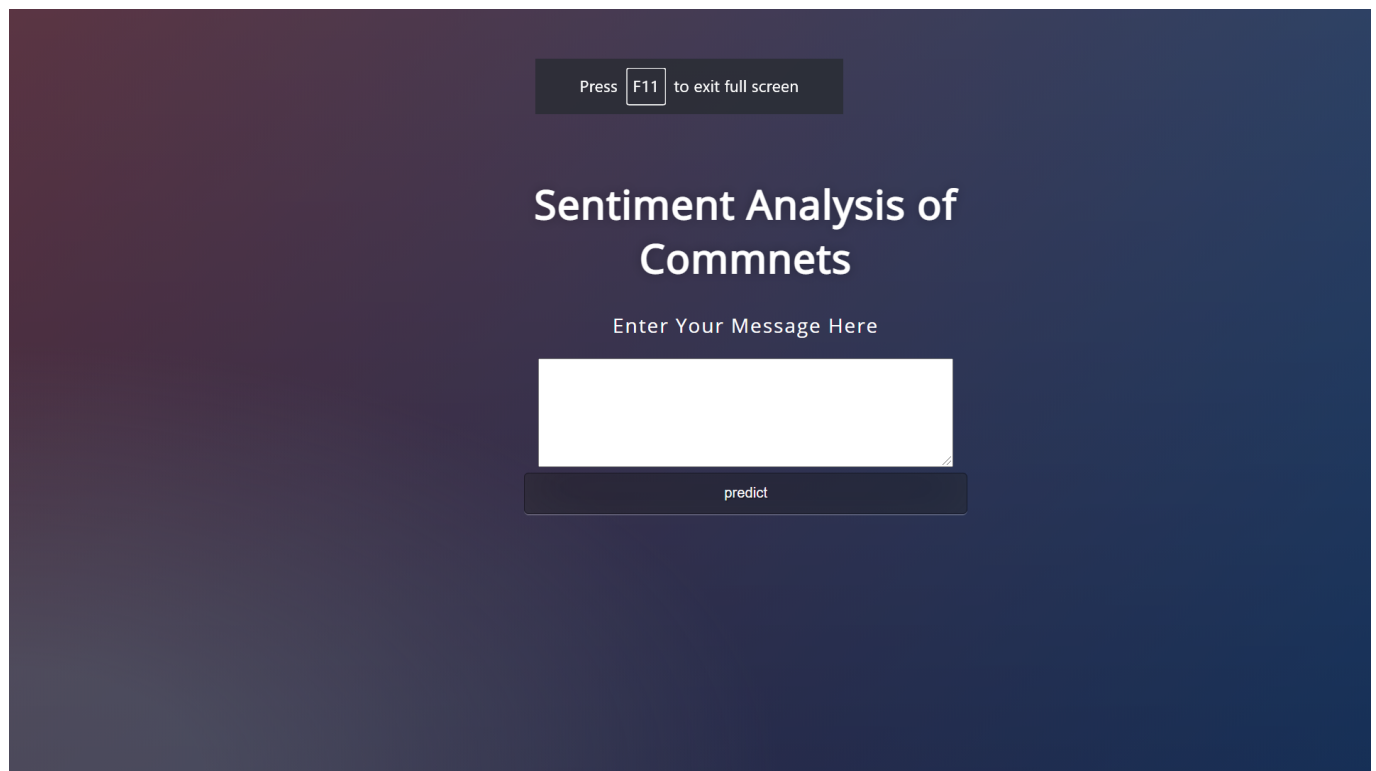 Press F11 to exit full screen
Sentiment Analysis of
Commnets
Enter Your Message Here
predict